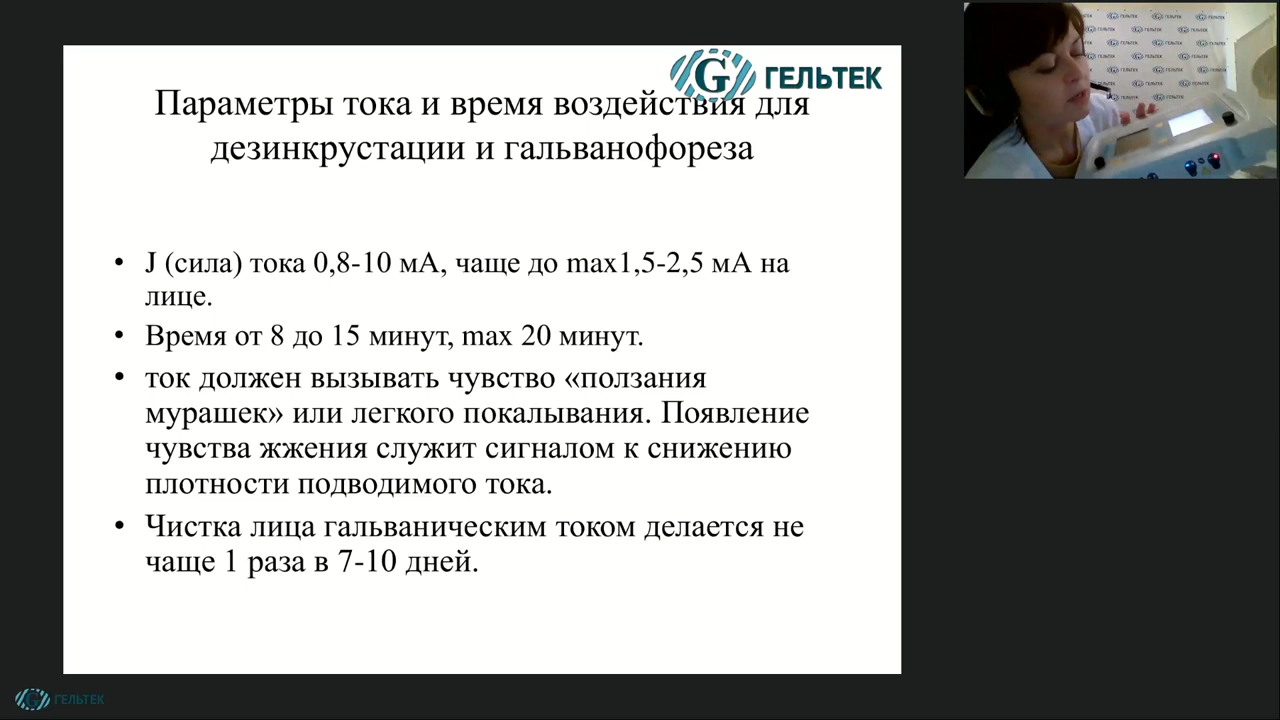 ГЕЛЬТЕК
Параметры тока и время воздействия для
дезинкрустации и гальванофореза
• J (сила) тока 0,8-10 мА, чаще до max1,5-2,5 мА на
лице.
• Время от 8 до 15 минут, max 20 минут.
• ток должен вызывать чувство «ползания
мурашек» или легкого покалывания. Появление
чувства жжения служит сигналом к снижению
плотности подводимого тока.
• Чистка лица гальваническим током делается не
чаще 1 раза в 7-10 дней.
ГЕЛЬТЕК